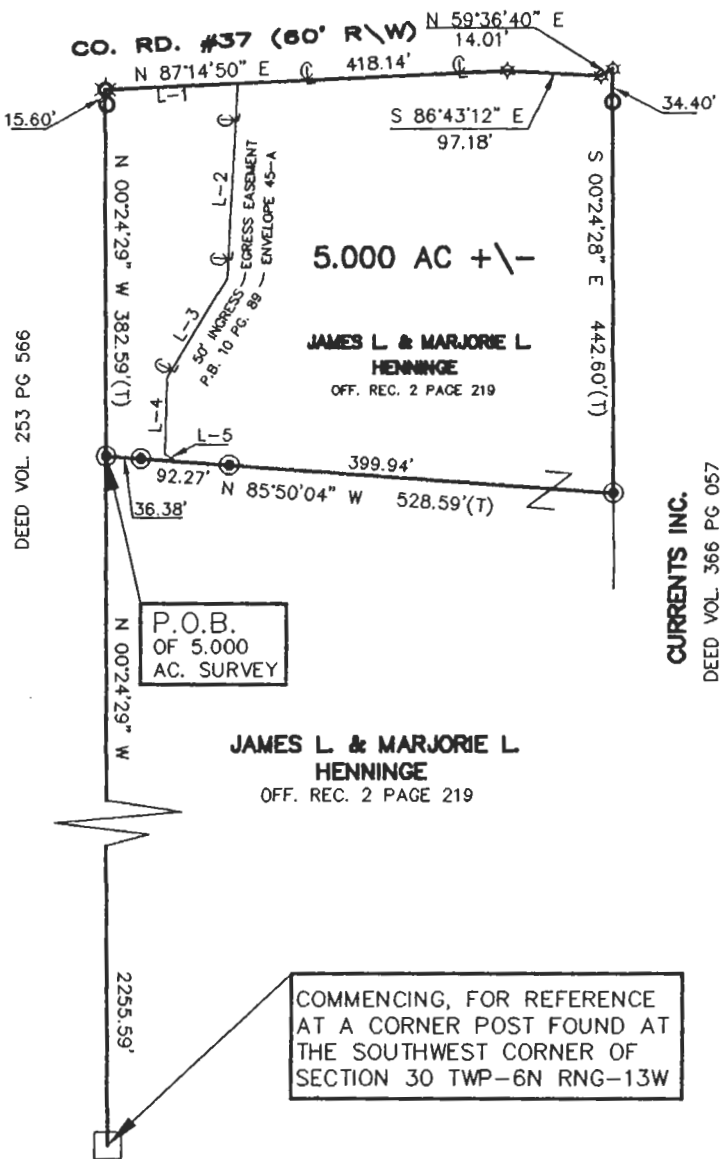 CO. RD. #37 (60' R\W)
N 59°36'40" E
14.01'
N 87°14'50" E
418.14'
L-1
15.60'
S 86°43'12" E
97.18'
34.40'
N 00°24'29" W 382.59'(T)
L-2
L-3
L-4
L-5
50' INGRESS — EGRESS EASEMENT
P.B. 10 PG. 89 — ENVELOPE 45-A
5.000 AC +\-
JAMES L. & MARJORIE L.
HENNINGE
OFF. REC. 2 PAGE 219
S 00°24'28" E 442.60'(T)
DEED VOL. 253 PG 566
36.38'
92.27'
399.94'
N 85°50'04" W 528.59'(T)
CURRENTS INC.
DEED VOL. 366 PG 057
P.O.B.
OF 5.000
AC. SURVEY
N 00°24'29" W
JAMES L. & MARJORIE L.
HENNINGE
OFF. REC. 2 PAGE 219
2255.59'
COMMENCING, FOR REFERENCE
AT A CORNER POST FOUND AT
THE SOUTHWEST CORNER OF
SECTION 30 TWP-6N RNG-13W